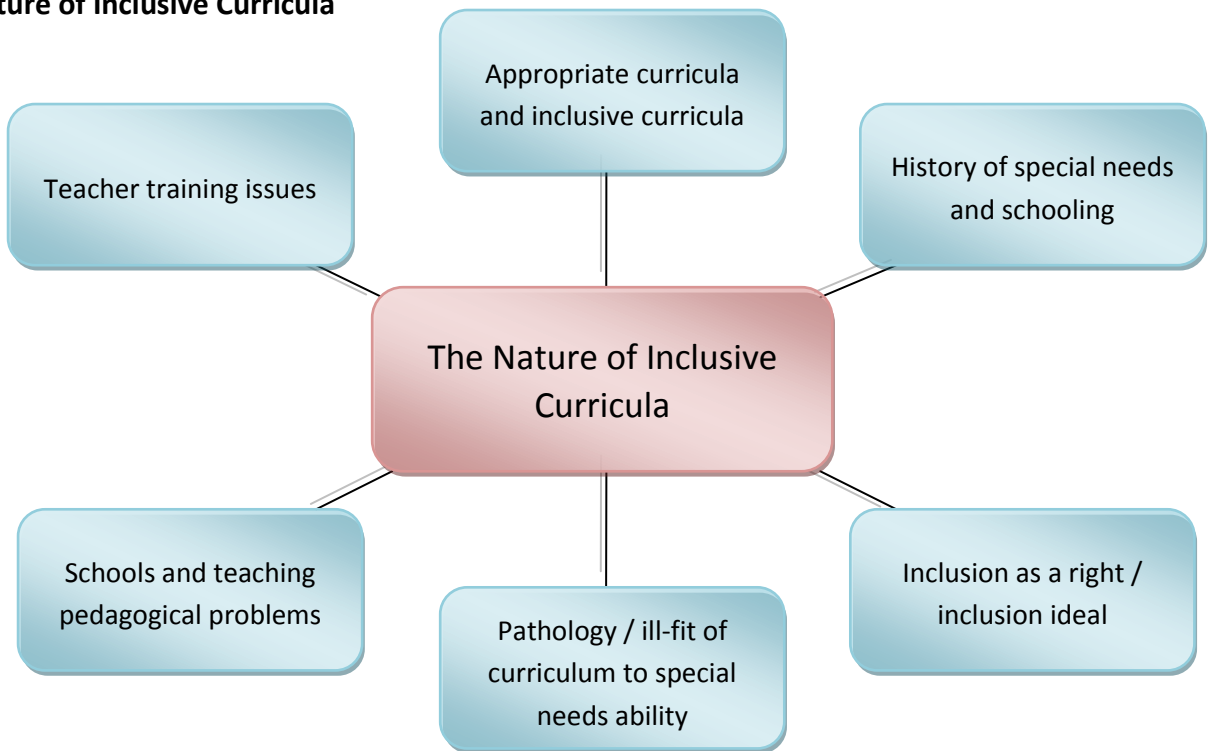 ture of Inclusive Curricula
Appropriate curricula
and inclusive curricula
Teacher training issues
History of special needs
and schooling
The Nature of Inclusive
Curricula
Schools and teaching
pedagogical problems
Inclusion as a right /
inclusion ideal
Pathology / ill-fit of
curriculum to special
needs ability